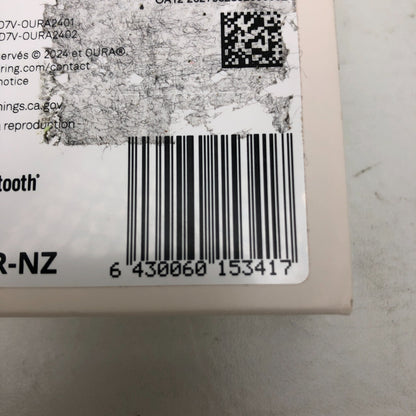 D7V-OURA2401
D7V-OURA2402
ervés © 2024 et OURA®
ring.com/contact
notice
nings.ca.gov
reproduction
tooth®
R-NZ
6 430060 153417